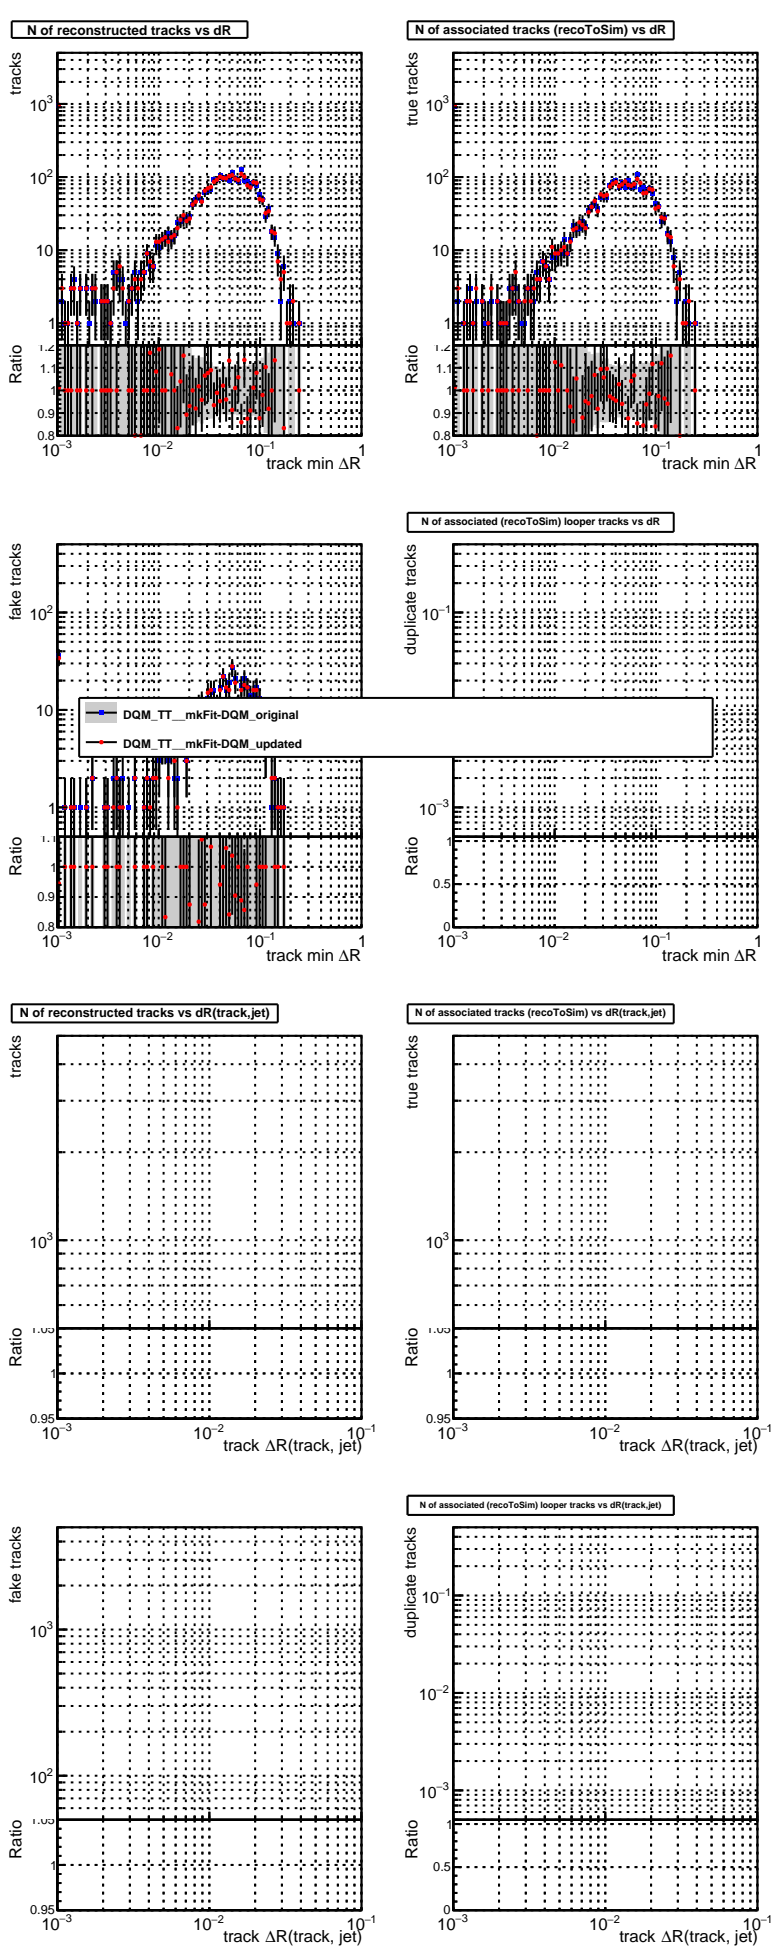 N of reconstructed tracks vs dR
tracks
10³
10²
10
1
Ratio
1.2
1.1
1
0.9
0.8
10⁻³ 10⁻² 10⁻¹ 1
track min ΔR
N of associated tracks (recoToSim) vs dR
true tracks
10³
10²
10
1
Ratio
1.2
1.1
1
0.9
0.8
10⁻³ 10⁻² 10⁻¹ 1
track min ΔR
fake tracks
10²
10
1
Ratio
1.1
1
0.9
0.8
10⁻³ 10⁻² 10⁻¹ 1
track min ΔR
N of associated (recoToSim) looper tracks vs dR
duplicate tracks
10⁻¹
10⁻³
Ratio
1
0.5
0
10⁻³ 10⁻² 10⁻¹ 1
track min ΔR
DQM_TT__mkFit-DQM_original
DQM_TT__mkFit-DQM_updated
N of reconstructed tracks vs dR(track,jet)
tracks
10³
Ratio
1.05
1
0.95
10⁻³ 10⁻² 10⁻¹
track ΔR(track, jet)
N of associated tracks (recoToSim) vs dR(track,jet)
true tracks
10³
Ratio
1.05
1
0.95
10⁻³ 10⁻² 10⁻¹
track ΔR(track, jet)
fake tracks
10³
10²
Ratio
1.05
1
0.95
10⁻³ 10⁻² 10⁻¹
track ΔR(track, jet)
N of associated (recoToSim) looper tracks vs dR(track,jet)
duplicate tracks
10⁻¹
10⁻²
10⁻³
Ratio
1
0.5
0
10⁻³ 10⁻² 10⁻¹
track ΔR(track, jet)